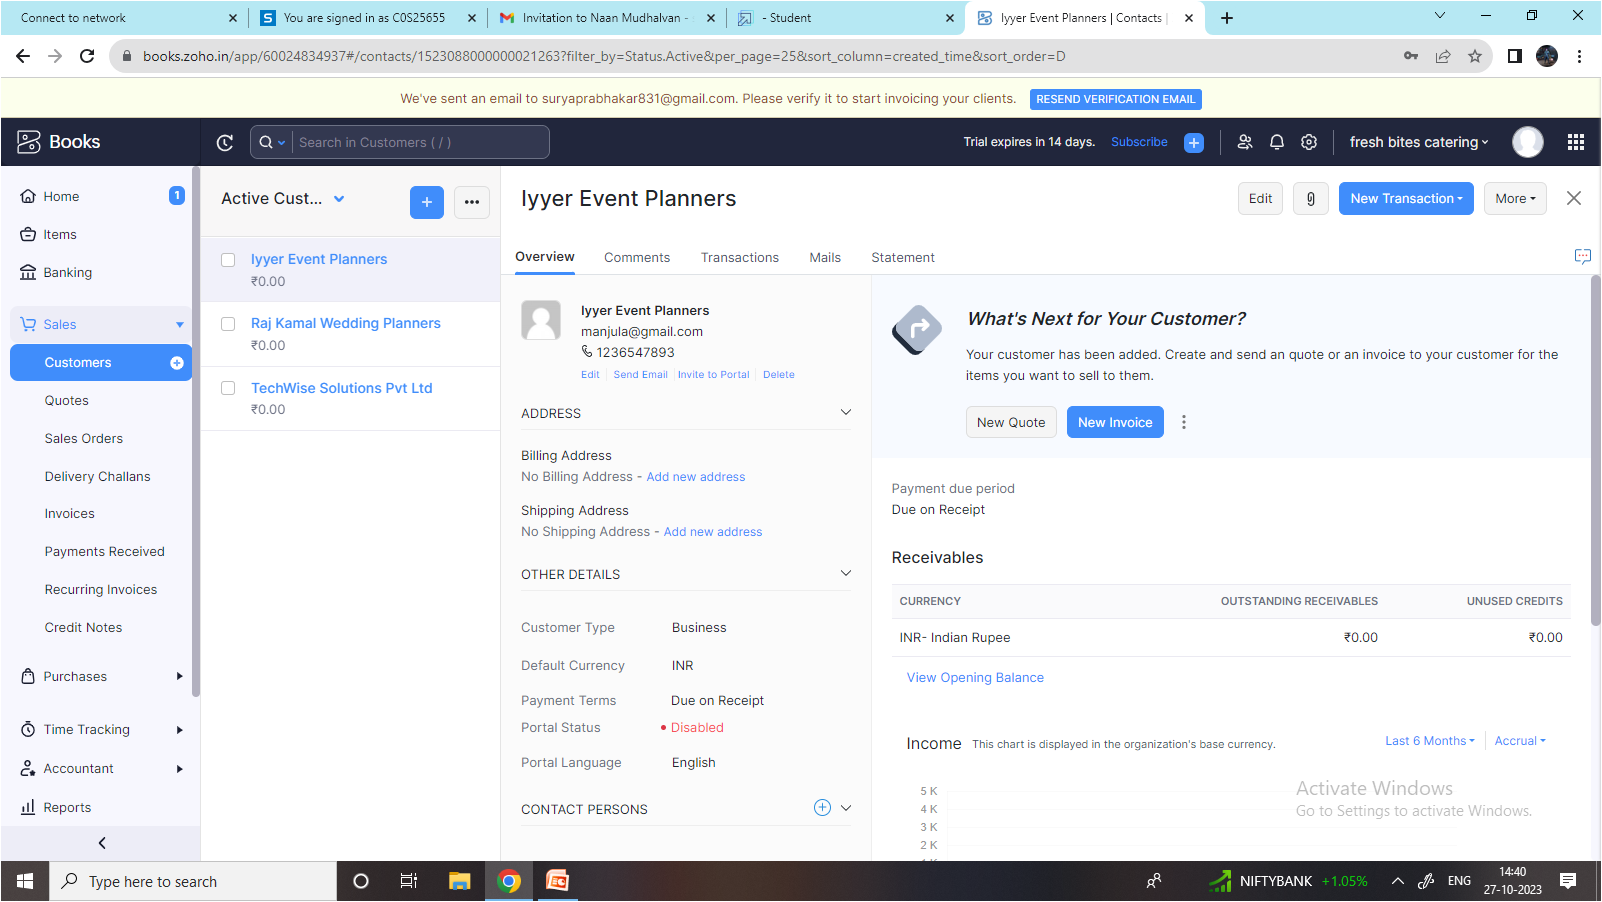 Connect to network
You are signed in as C0S25655
Invitation to Naan Mudhalvan -
- Student
Iyyer Event Planners | Contacts |
books.zoho.in/app/60024834937#/contacts/1523088000000021263?filter_by=Status.Active&per_page=25&sort_column=created_time&sort_order=D
We've sent an email to suryaprabhakar831@gmail.com. Please verify it to start invoicing your clients.
RESEND VERIFICATION EMAIL
Books
Search in Customers ( / )
Trial expires in 14 days.
Subscribe
fresh bites catering
Home
1
Items
Banking
Sales
Customers
Quotes
Sales Orders
Delivery Challans
Invoices
Payments Received
Recurring Invoices
Credit Notes
Purchases
Time Tracking
Accountant
Reports
Active Cust...
Iyyer Event Planners
₹0.00
Raj Kamal Wedding Planners
₹0.00
TechWise Solutions Pvt Ltd
₹0.00
Iyyer Event Planners
Edit
New Transaction
More
Overview
Comments
Transactions
Mails
Statement
Iyyer Event Planners
manjula@gmail.com
1236547893
Edit
Send Email
Invite to Portal
Delete
ADDRESS
Billing Address
No Billing Address - Add new address
Shipping Address
No Shipping Address - Add new address
OTHER DETAILS
Customer Type Business
Default Currency INR
Payment Terms Due on Receipt
Portal Status Disabled
Portal Language English
CONTACT PERSONS
What's Next for Your Customer?
Your customer has been added. Create and send an quote or an invoice to your customer for the
items you want to sell to them.
New Quote
New Invoice
Payment due period
Due on Receipt
Receivables
CURRENCY OUTSTANDING RECEIVABLES UNUSED CREDITS
INR- Indian Rupee ₹0.00 ₹0.00
View Opening Balance
Income This chart is displayed in the organization's base currency.
Last 6 Months
Accrual
5 K
4 K
3 K
2 K
Activate Windows
Go to Settings to activate Windows.
Type here to search
NIFTYBANK +1.05%
ENG
14:40
27-10-2023